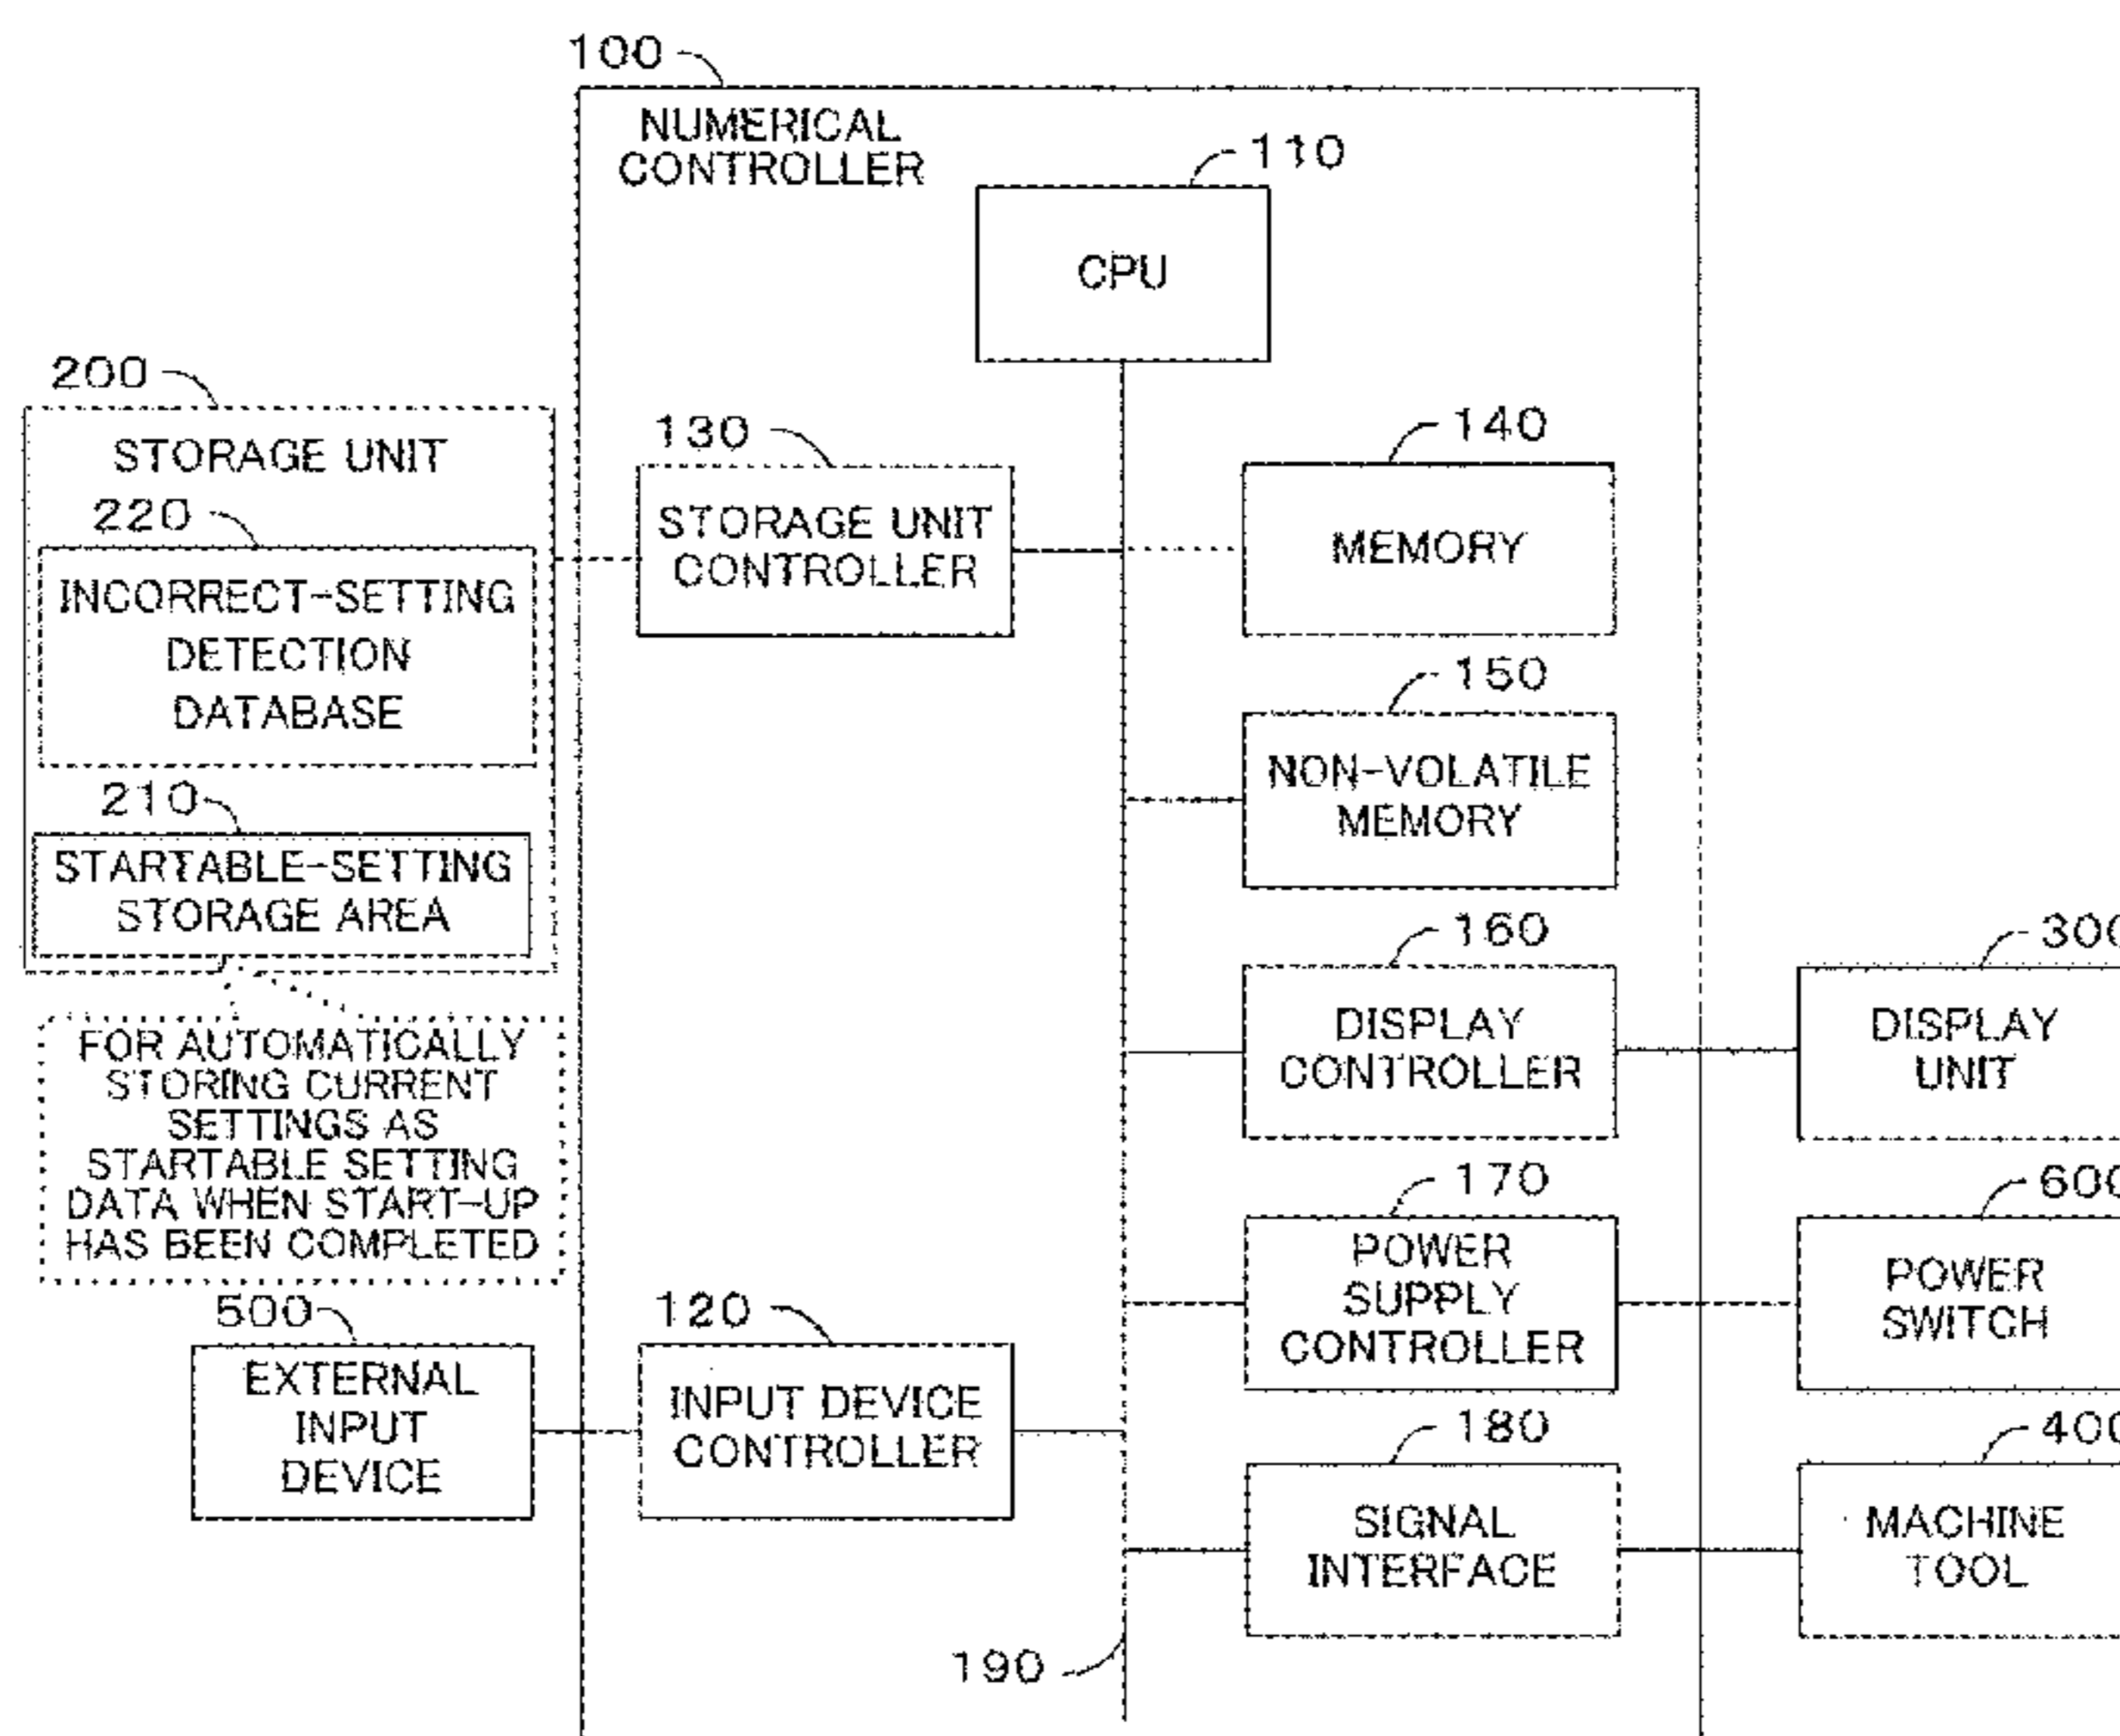 100
NUMERICAL
CONTROLLER
110
CPU
200
STORAGE UNIT
220
INCORRECT-SETTING
DETECTION
DATABASE
210
STARTABLE-SETTING
STORAGE AREA
FOR AUTOMATICALLY
STORING CURRENT
SETTINGS AS
STARTABLE SETTING
DATA WHEN START-UP
HAS BEEN COMPLETED
130
STORAGE UNIT
CONTROLLER
140
MEMORY
150
NON-VOLATILE
MEMORY
160
DISPLAY
CONTROLLER
300
DISPLAY
UNIT
170
POWER
SUPPLY
CONTROLLER
600
POWER
SWITCH
500
EXTERNAL
INPUT
DEVICE
120
INPUT DEVICE
CONTROLLER
180
SIGNAL
INTERFACE
400
MACHINE
TOOL
190